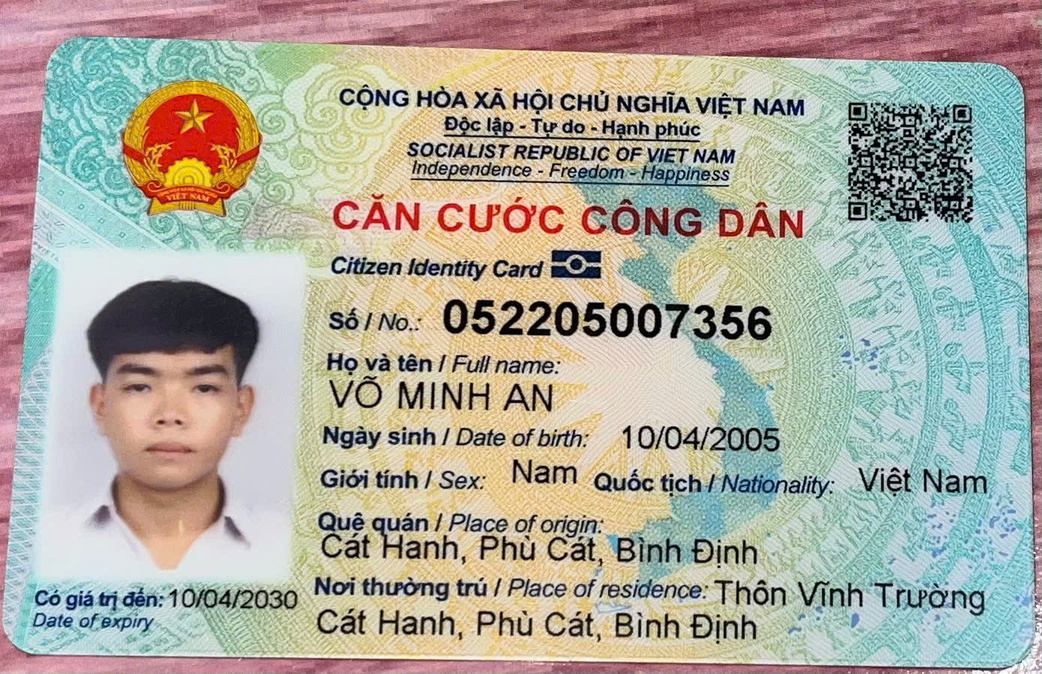 CỘNG HÒA XÃ HỘI CHỦ NGHĨA VIỆT NAM
Độc lập - Tự do - Hạnh phúc
SOCIALIST REPUBLIC OF VIET NAM
Independence - Freedom - Happiness
CĂN CƯỚC CÔNG DÂN
Citizen Identity Card
Số / No.: 052205007356
Họ và tên / Full name:
VÕ MINH AN
Ngày sinh / Date of birth: 10/04/2005
Giới tính / Sex: Nam Quốc tịch / Nationality: Việt Nam
Quê quán / Place of origin:
Cát Hanh, Phù Cát, Bình Định
Nơi thường trú / Place of residence: Thôn Vĩnh Trường
Cát Hanh, Phù Cát, Bình Định
Có giá trị đến: 10/04/2030
Date of expiry
VIỆT NAM